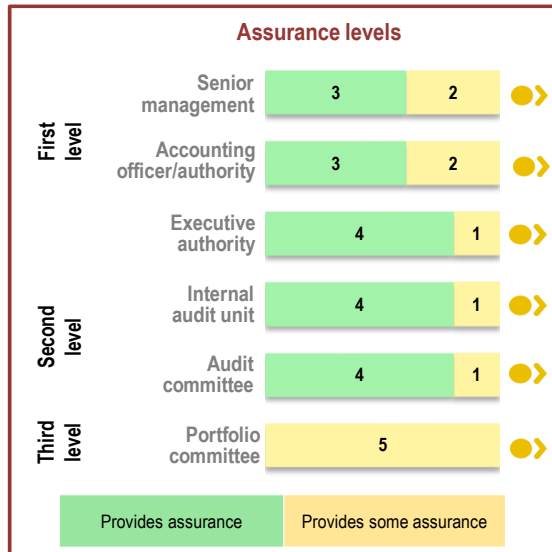 Assurance levels
First
level
Senior
management
3
2
Accounting
officer/authority
3
2
Executive
authority
4
1
Second
level
Internal
audit unit
4
1
Audit
committee
4
1
Third
level
Portfolio
committee
5
Provides assurance
Provides some assurance